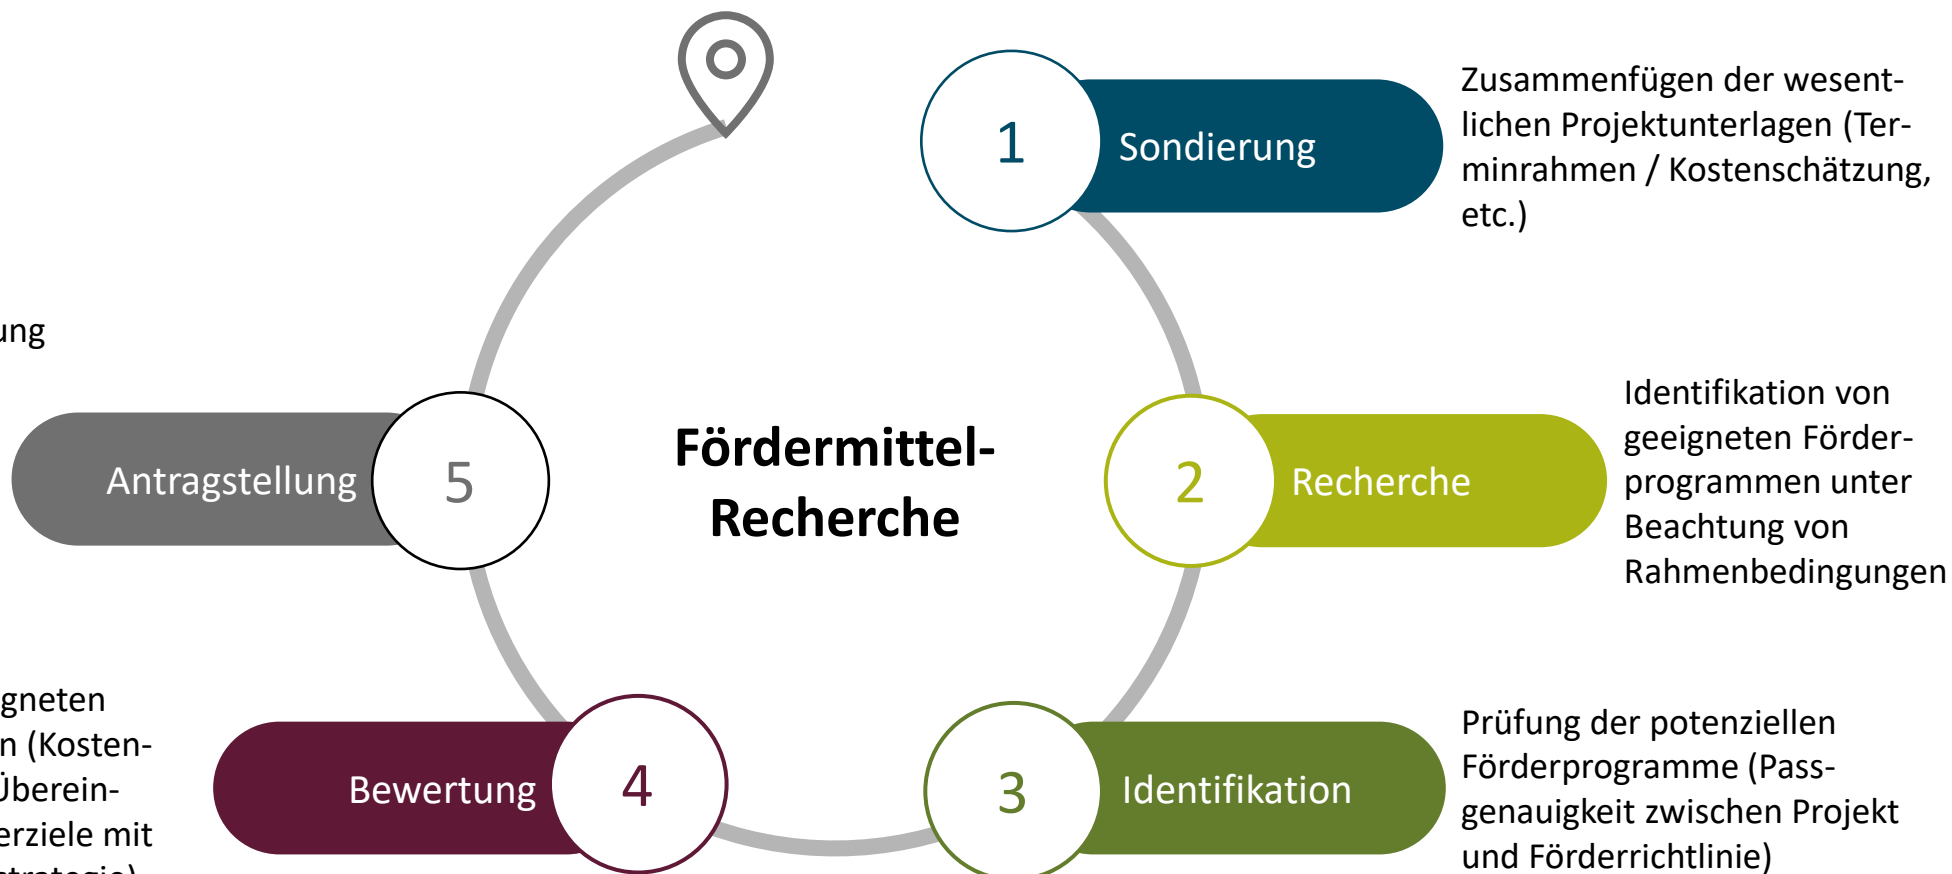 1
Sondierung
Zusammenfügen der wesent-
lichen Projektunterlagen (Ter-
minrahmen / Kostenschätzung,
etc.)
2
Recherche
Identifikation von
geeigneten Förder-
programmen unter
Beachtung von
Rahmenbedingungen
Fördermittel-
Recherche
3
Identifikation
Prüfung der potenziellen
Förderprogramme (Pass-
genauigkeit zwischen Projekt
und Förderrichtlinie)
Bewertung
4
gneten
n (Kosten-
Überein-
erziele mit
strategie)
Antragstellung
5
ung